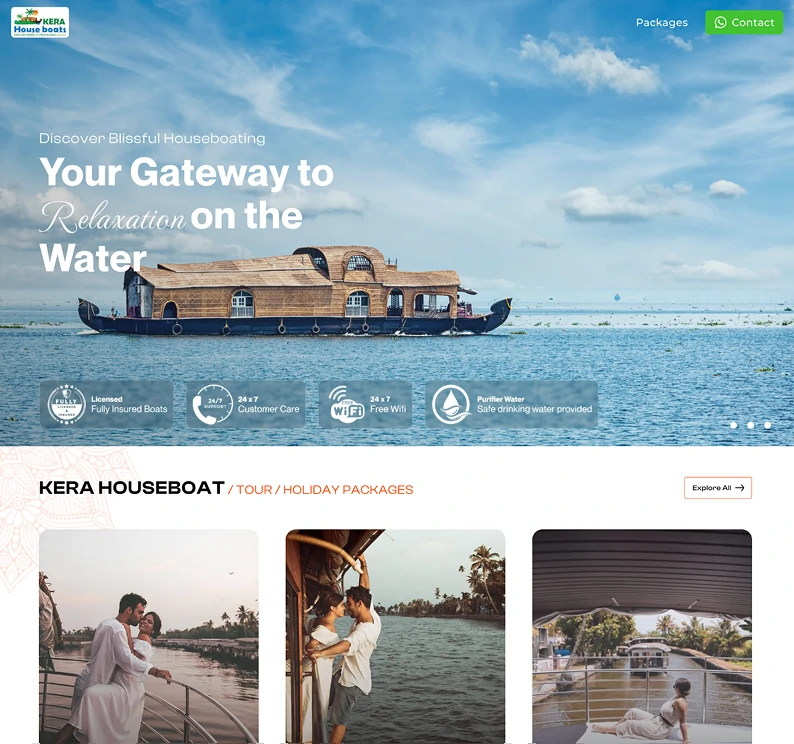 KERA
House boats
Packages
Contact
Discover Blissful Houseboating
Your Gateway to
Relaxation on the
Water
FULLY
LICENSED
&
INSURED
Licensed
Fully Insured Boats
24/7
SUPPORT
24 x 7
Customer Care
WiFi
24 x 7
Free Wifi
Purifier Water
Safe drinking water provided
KERA HOUSEBOAT / TOUR / HOLIDAY PACKAGES
Explore All